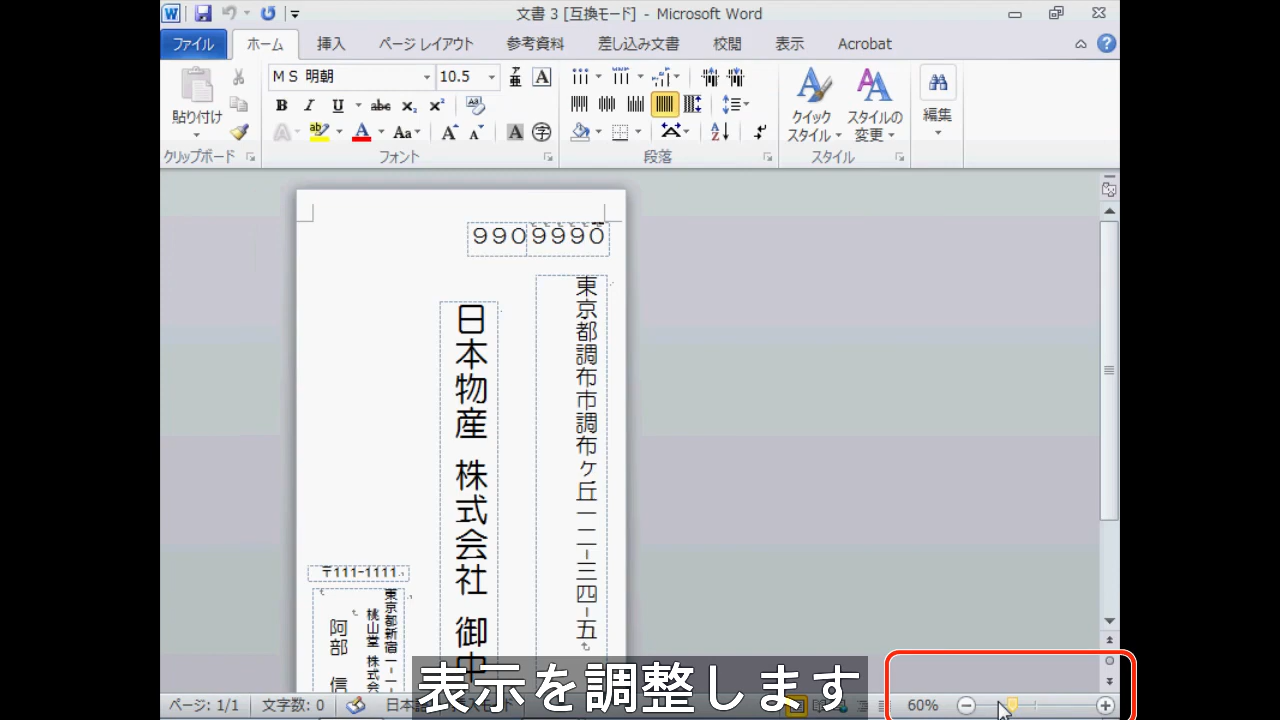 文書 3 [互換モード] - Microsoft Word
ファイル ホーム 挿入 ページ レイアウト 参考資料 差し込み文書 校閲 表示 Acrobat
ＭＳ 明朝 10.5
貼り付け
クイック スタイル
スタイルの 変更
編集
クリップボード フォント 段落 スタイル
9909990
東京都調布市調布ヶ丘一一二−三四−五
日本物産 株式会社 御中
〒111-1111
東京都新宿一-一-
桃山堂 株式会
阿部 信
表示を調整します
ページ: 1/1 文字数: 0 日本語 60%